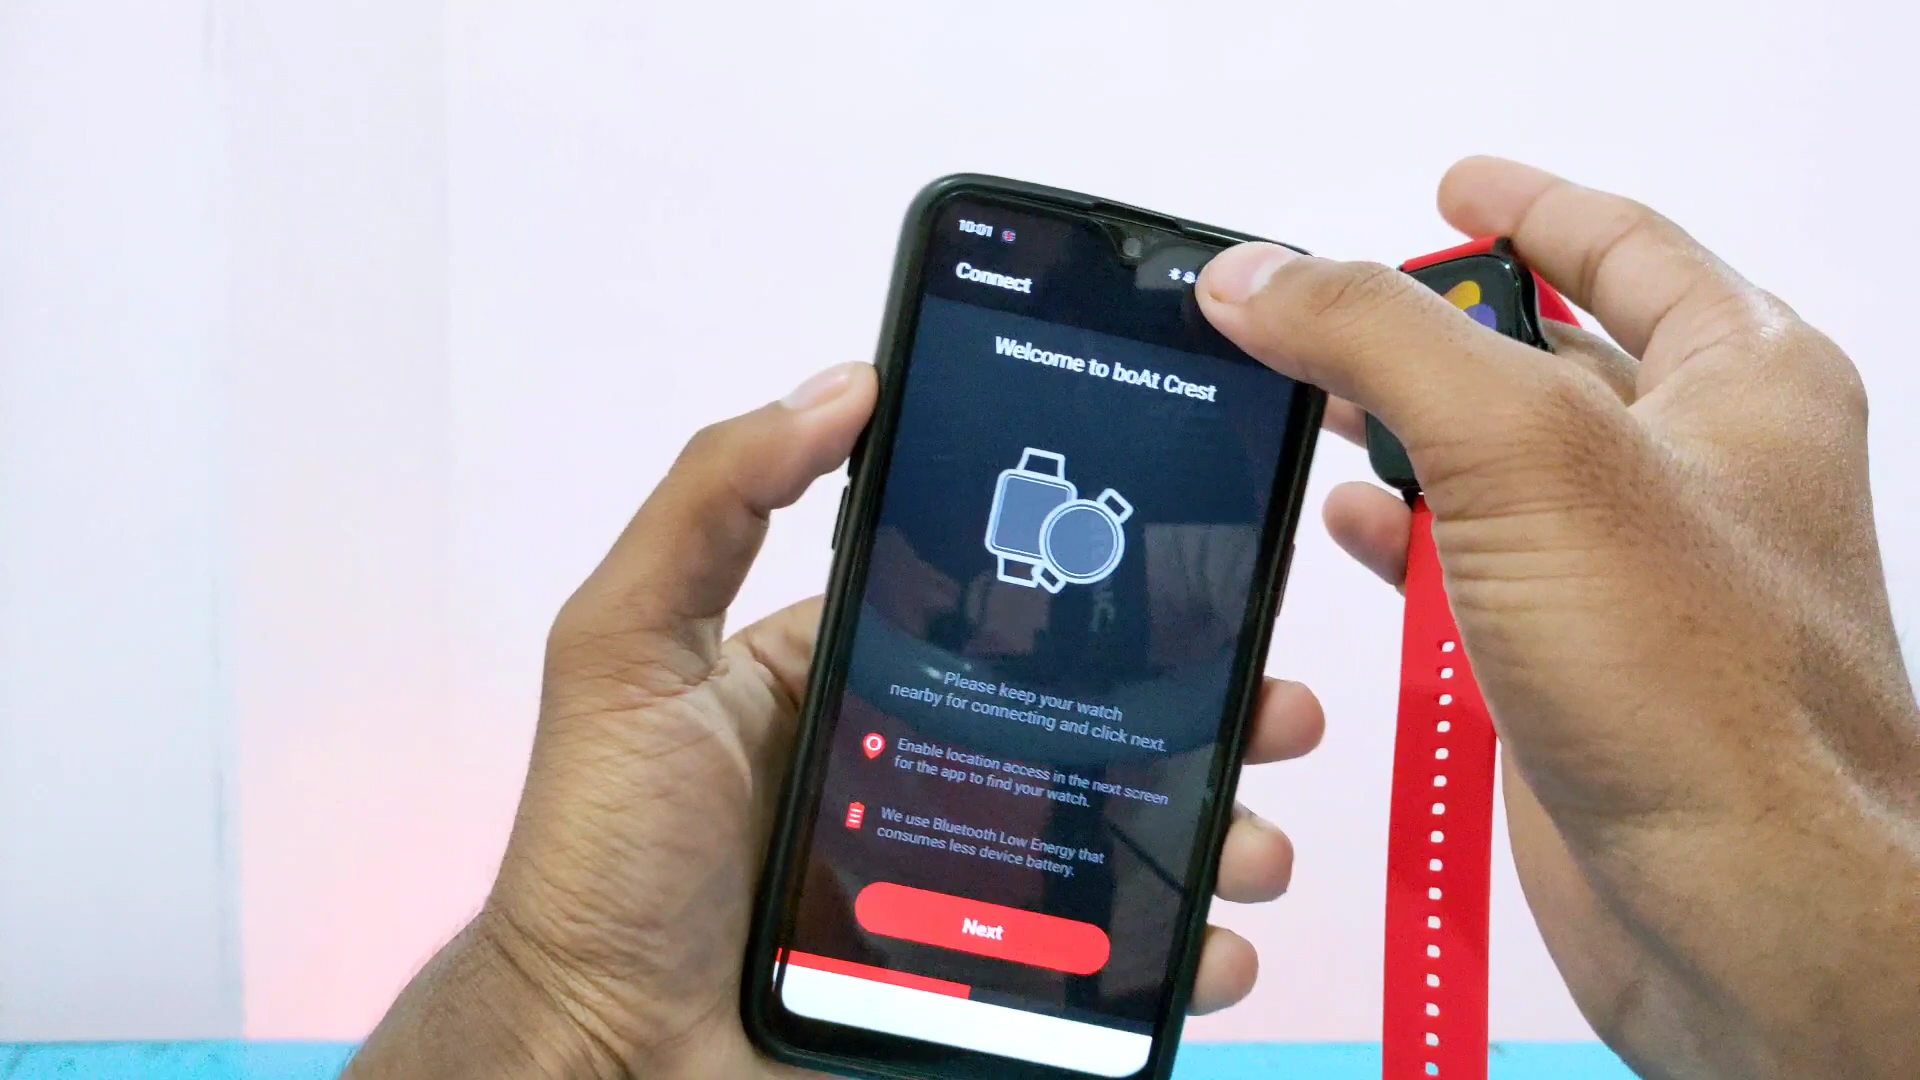 10:01
Connect
Welcome to boAt Crest
Please keep your watch
nearby for connecting and click next.
Enable location access in the next screen
for the app to find your watch.
We use Bluetooth Low Energy that
consumes less device battery.
Next